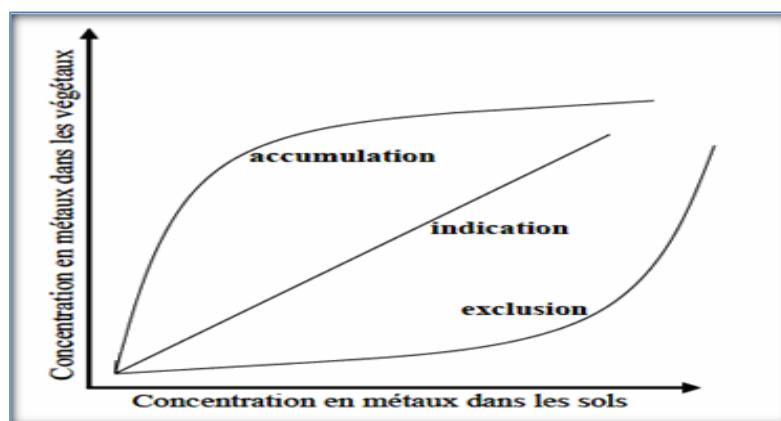 Concentration en métaux dans les végétaux
accumulation
indication
exclusion
Concentration en métaux dans les sols